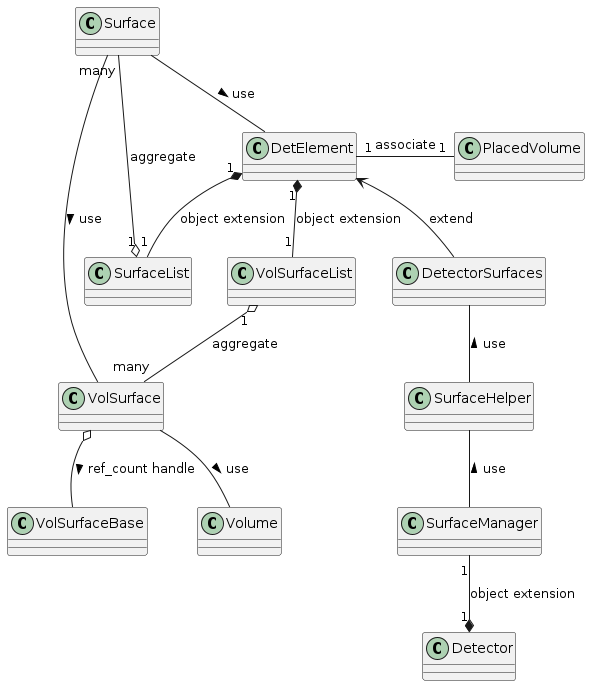 C Surface
many
use
C DetElement
1 associate 1
C PlacedVolume
1
aggregate
use
object extension
1
object extension
extend
1 1
1
C SurfaceList
C VolSurfaceList
C DetectorSurfaces
1
aggregate
use
many
C VolSurface
C SurfaceHelper
ref_count handle
use
use
C VolSurfaceBase
C Volume
C SurfaceManager
1
object extension
1
C Detector